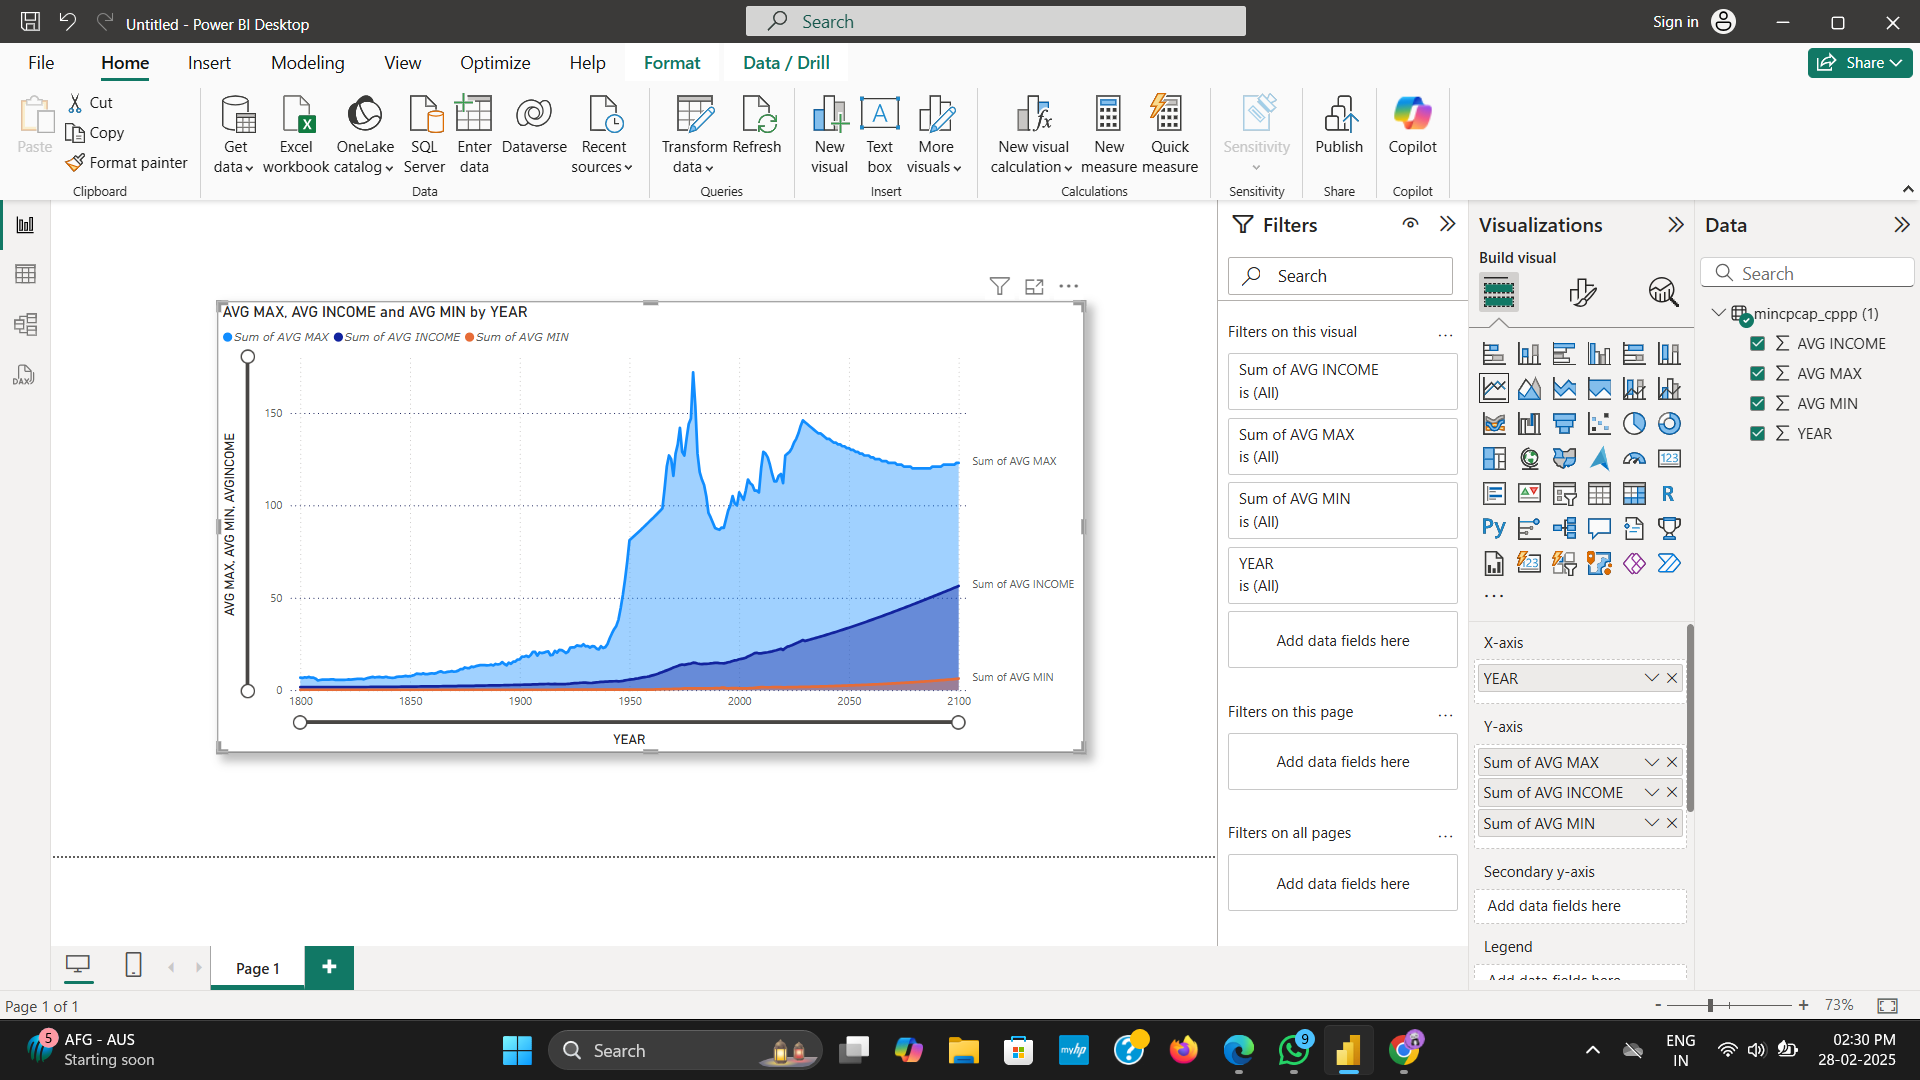 Untitled - Power BI Desktop
Search
Sign in
File
Home
Insert
Modeling
View
Optimize
Help
Format
Data / Drill
Share
Paste
Cut
Copy
Format painter
Clipboard
Get data
Excel workbook
OneLake catalog
SQL Server
Enter data
Dataverse
Recent sources
Data
Transform data
Refresh
Queries
New visual
Text box
More visuals
Insert
New visual calculation
New measure
Quick measure
Calculations
Sensitivity
Sensitivity
Publish
Share
Copilot
Copilot
AVG MAX, AVG INCOME and AVG MIN by YEAR
Sum of AVG MAX
Sum of AVG INCOME
Sum of AVG MIN
AVG MAX, AVG MIN, AVGINCOME
150
100
50
0
Sum of AVG MAX
Sum of AVG INCOME
Sum of AVG MIN
1800
1850
1900
1950
2000
2050
2100
YEAR
Filters
Search
Filters on this visual
...
Sum of AVG INCOME
is (All)
Sum of AVG MAX
is (All)
Sum of AVG MIN
is (All)
YEAR
is (All)
Add data fields here
Filters on this page
...
Add data fields here
Filters on all pages
...
Add data fields here
Visualizations
Build visual
123
R
Py
123
...
X-axis
YEAR
Y-axis
Sum of AVG MAX
Sum of AVG INCOME
Sum of AVG MIN
Secondary y-axis
Add data fields here
Legend
Add data fields here
Data
Search
mincpcap_cppp (1)
AVG INCOME
AVG MAX
AVG MIN
YEAR
DAX
Page 1
Page 1 of 1
- + 73%
5
AFG - AUS
Starting soon
Search
myhp
9
ENG
IN
02:30 PM
28-02-2025